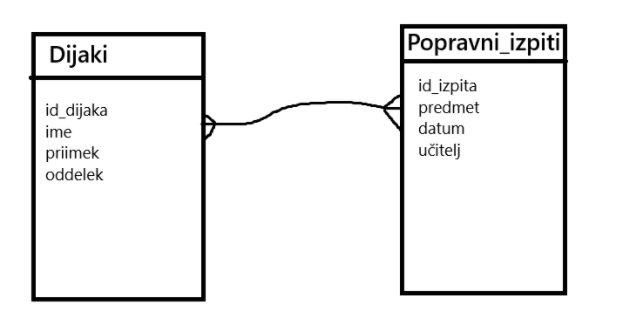 Dijaki
id_dijaka
ime
priimek
oddelek
Popravni_izpiti
id_izpita
predmet
datum
učitelj